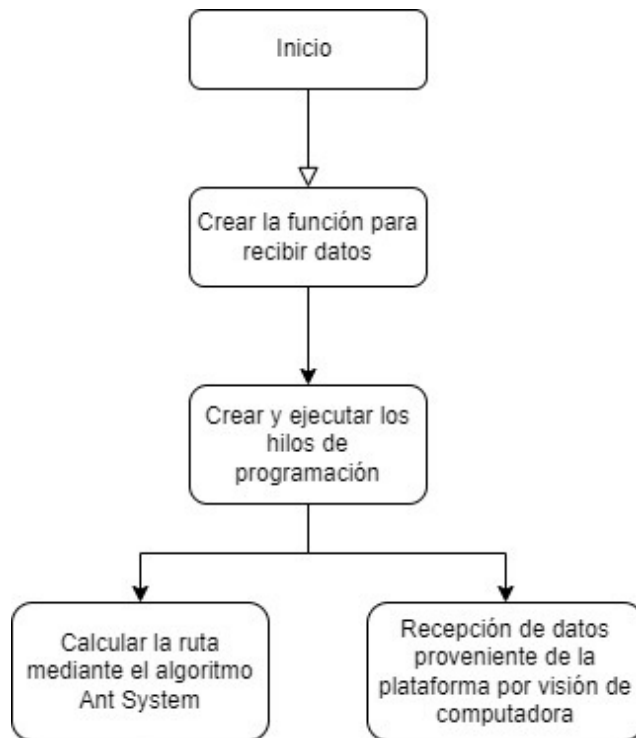 Inicio
Crear la función para
recibir datos
Crear y ejecutar los
hilos de
programación
Calcular la ruta
mediante el algoritmo
Ant System
Recepción de datos
proveniente de la
plataforma por visión de
computadora